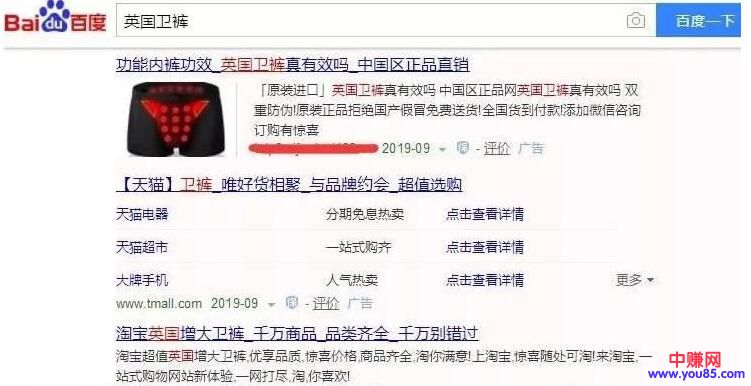 Baidu百度
英国卫裤
百度一下
功能内裤功效_英国卫裤真有效吗_中国区正品直销
「原装进口」英国卫裤真有效吗 中国区正品网英国卫裤真有效吗 双
重防伪!原装正品拒绝国产假冒免费送货!全国货到付款!添加微信咨询
订购有惊喜
2019-09 - 评价 广告
【天猫】卫裤_唯好货相聚_与品牌约会_超值选购
天猫电器 分期免息热卖 点击查看详情
天猫超市 一站式购齐 点击查看详情
大牌手机 人气热卖 点击查看详情 更多
www.tmall.com 2019-09 - 评价 广告
淘宝英国增大卫裤_千万商品_品类齐全_千万别错过
淘宝超值英国增大卫裤,优享品质,惊喜价格,商品齐全,淘你满意!上淘宝,惊喜随处可淘!来淘宝,一
站式购物网站新体验,一网打尽,淘,你喜欢!
中赚网
www.you85.com